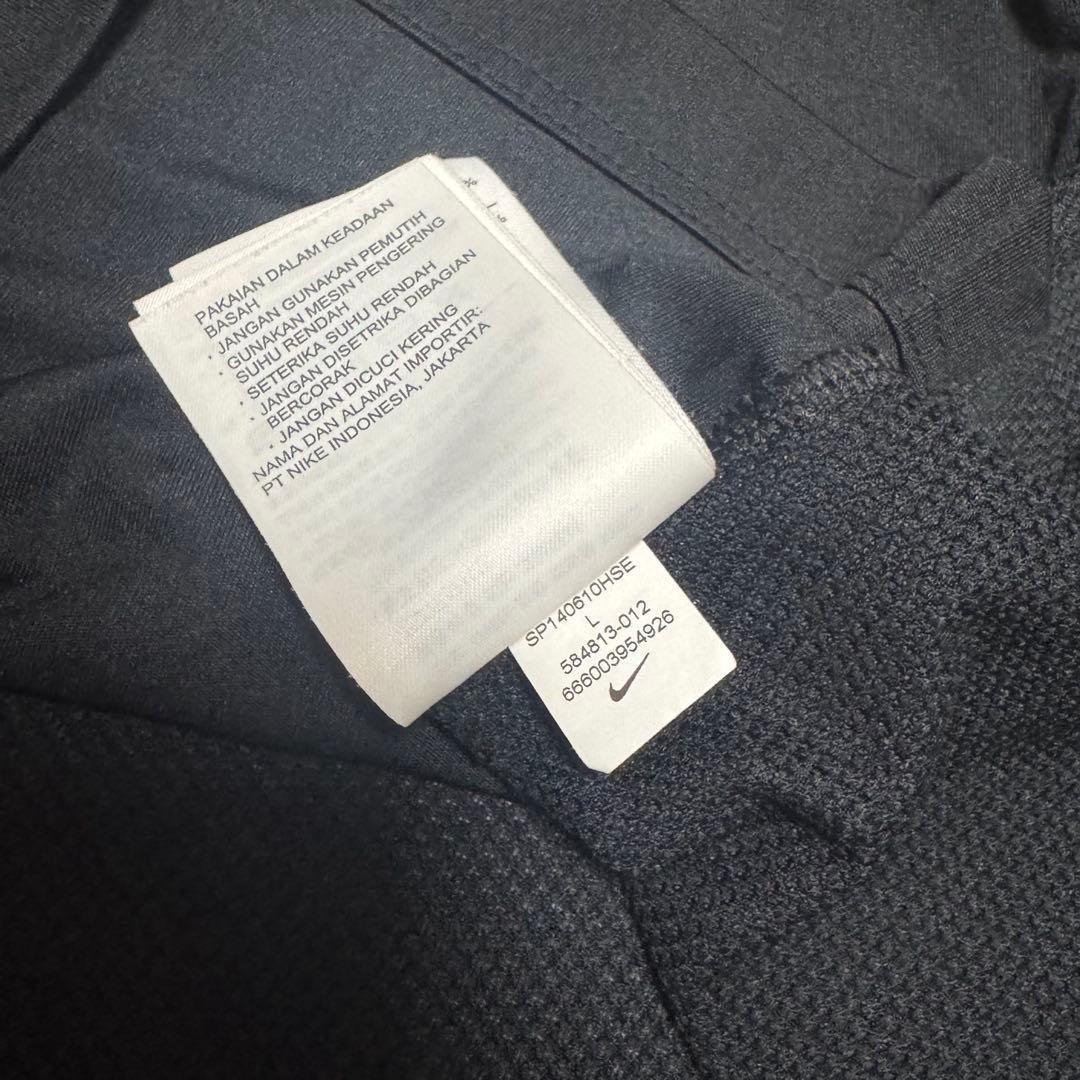 PAKAIAN DALAM KEADAAN
BASAH
. JANGAN GUNAKAN PEMUTIH
. GUNAKAN MESIN PENGERING
SUHU RENDAH
. SETERIKA SUHU RENDAH
. JANGAN DISETRIKA DIBAGIAN
BERCORAK
. JANGAN DICUCI KERING
NAMA DAN ALAMAT IMPORTIR:
PT NIKE INDONESIA, JAKARTA
SP140610HSE
L
584813-012
666003954926